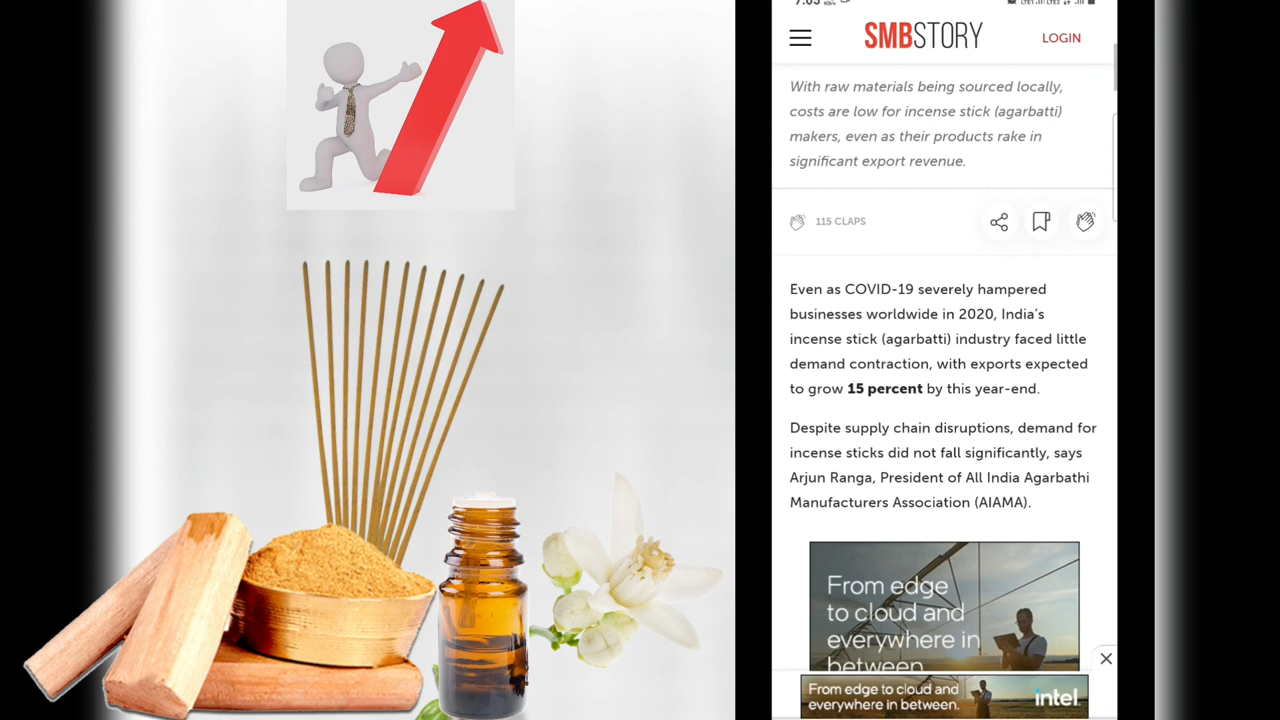 7:05
SMBSTORY
LOGIN
With raw materials being sourced locally,
costs are low for incense stick (agarbatti)
makers, even as their products rake in
significant export revenue.
115 CLAPS
Even as COVID-19 severely hampered
businesses worldwide in 2020, India’s
incense stick (agarbatti) industry faced little
demand contraction, with exports expected
to grow 15 percent by this year-end.
Despite supply chain disruptions, demand for
incense sticks did not fall significantly, says
Arjun Ranga, President of All India Agarbathi
Manufacturers Association (AIAMA).
From edge
to cloud and
everywhere in
between
From edge to cloud and
everywhere in between.
intel.